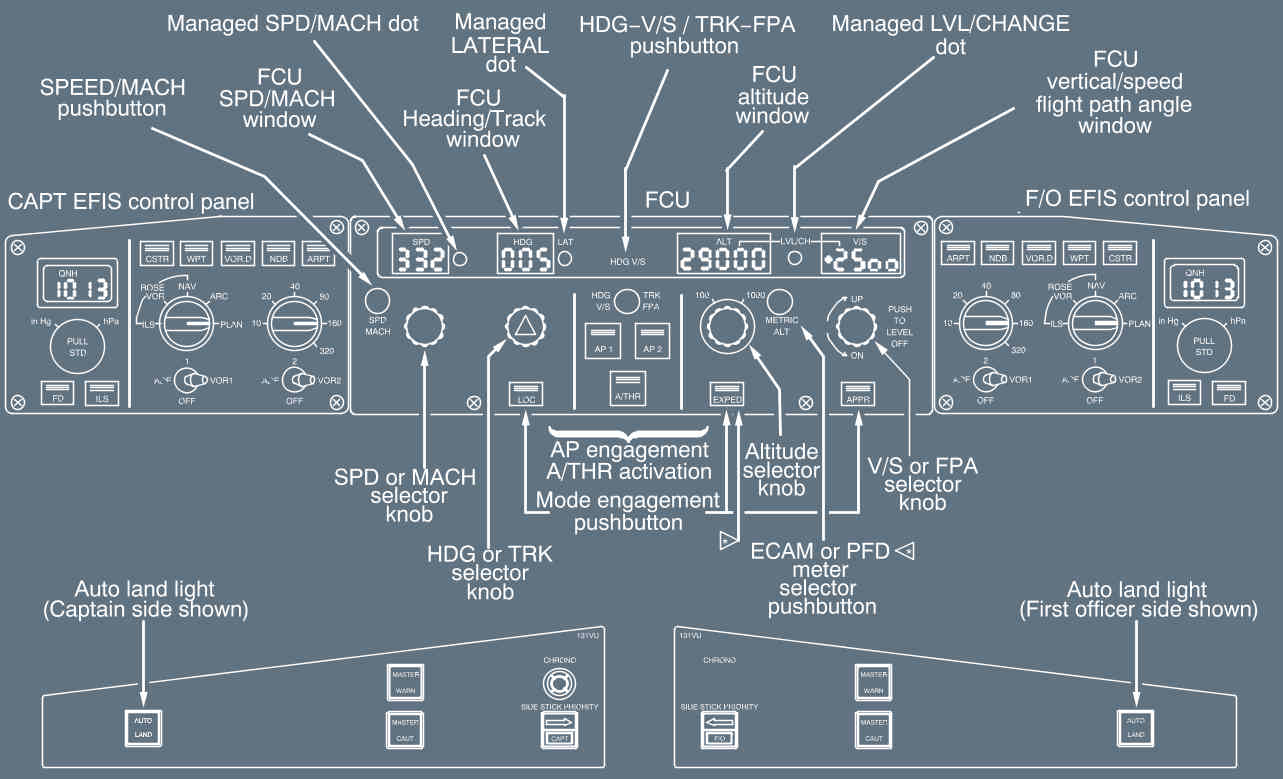 Managed SPD/MACH dot
Managed
LATERAL
dot
HDG-V/S / TRK-FPA
pushbutton
Managed LVL/CHANGE
dot
SPEED/MACH
pushbutton
FCU
SPD/MACH
window
FCU
Heading/Track
window
FCU
altitude
window
FCU
vertical/speed
flight path angle
window
CAPT EFIS control panel
FCU
F/O EFIS control panel
CSTR
WPT
VOR.D
NDB
ARPT
QNH
1013
ROSE
VOR
NAV
ARC
ILS
PLAN
10
20
40
80
160
320
in Hg
hPa
PULL
STD
FD
ILS
1
VOR1
OFF
2
VOR2
OFF
SPD
332
HDG
005
LAT
HDG V/S
ALT
29000
LVL/CH
V/S
2500
SPD
MACH
HDG
V/S
TRK
FPA
AP 1
AP 2
A/THR
LOC
100
1000
METRIC
ALT
EXPED
UP
ON
PUSH
TO
LEVEL
OFF
APPR
ARPT
NDB
VOR.D
WPT
CSTR
10
20
40
80
160
320
ROSE
VOR
NAV
ARC
ILS
PLAN
QNH
1013
in Hg
hPa
PULL
STD
2
VOR1
OFF
2
VOR2
OFF
ILS
FD
SPD or MACH
selector
knob
HDG or TRK
selector
knob
AP engagement
A/THR activation
Mode engagement
pushbutton
Altitude
selector
knob
V/S or FPA
selector
knob
ECAM or PFD
meter
selector
pushbutton
Auto land light
(Captain side shown)
Auto land light
(First officer side shown)
131VU
AUTO
LAND
MASTER
WARN
MASTER
CAUT
CHRONO
SIDE STICK PRIORITY
CAPT
131VU
CHRONO
SIDE STICK PRIORITY
F/O
MASTER
WARN
MASTER
CAUT
AUTO
LAND